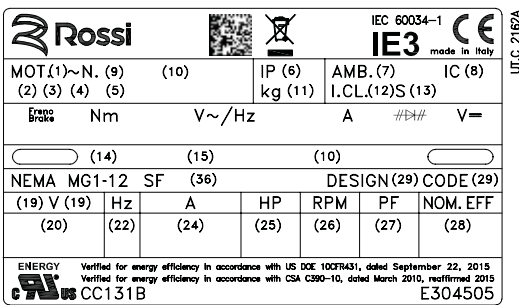 Rossi
IEC 60034-1
IE3
CE
made in Italy
UT.C 2162A
MOT.(1)~N. (9) (10) IP (6) AMB.(7) IC (8)
(2) (3) (4) (5) kg (11) I.CL.(12)S (13)
Freno
Brake Nm V~/Hz A V=
(14) (15) (10)
NEMA MG1-12 SF (36) DESIGN(29) CODE(29)
(19) V (19) Hz A HP RPM PF NOM. EFF
(20) (22) (24) (25) (26) (27) (28)
ENERGY Verified for energy efficiency in accordance with US DOE 10CFR431, dated September 22, 2015
Verified for energy efficiency in accordance with CSA C390-10, dated March 2010, reaffirmed 2015
c RU us CC131B E304505